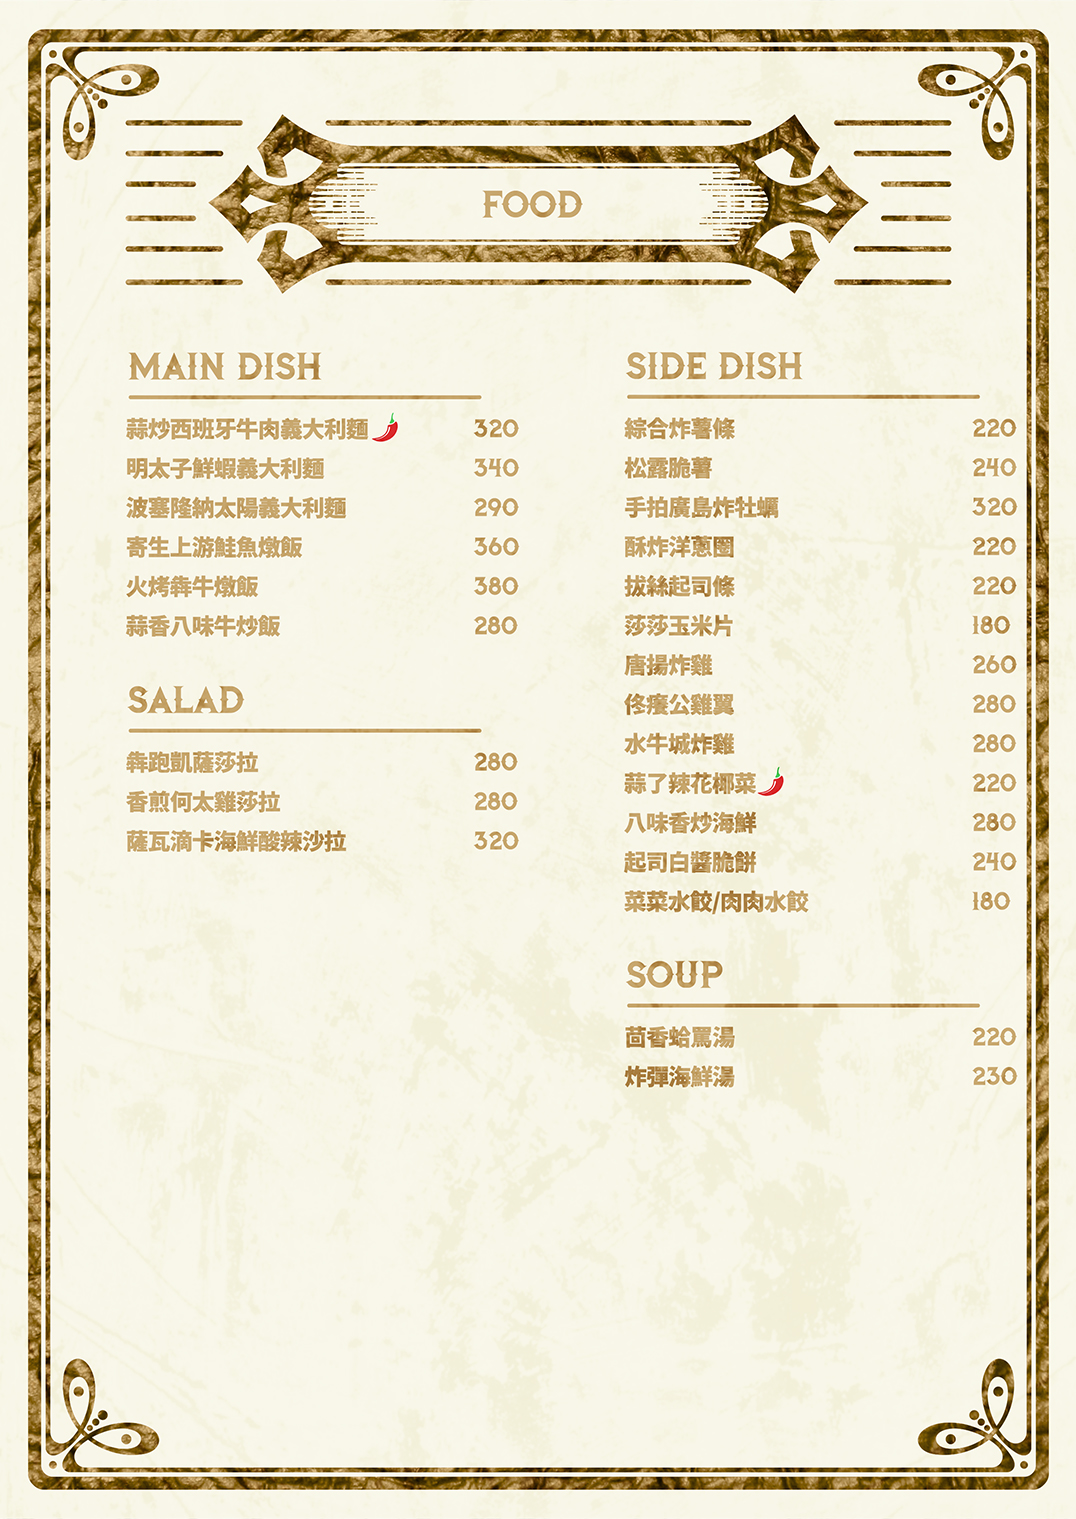 FOOD
MAIN DISH
蒜炒西班牙牛肉義大利麵 320
明太子鮮蝦義大利麵 340
波塞隆納太陽義大利麵 290
寄生上游鮭魚燉飯 360
火烤犇牛燉飯 380
蒜香八味牛炒飯 280
SALAD
犇跑凱薩莎拉 280
香煎何太雞莎拉 280
薩瓦滴卡海鮮酸辣沙拉 320
SIDE DISH
綜合炸薯條 220
松露脆薯 240
手拍廣島炸牡蠣 320
酥炸洋蔥圈 220
拔絲起司條 220
莎莎玉米片 180
唐揚炸雞 260
佟癢公雞翼 280
水牛城炸雞 280
蒜了辣花椰菜 220
八味香炒海鮮 280
起司白醬脆餅 240
菜菜水餃/肉肉水餃 180
SOUP
茴香蛤罵湯 220
炸彈海鮮湯 230